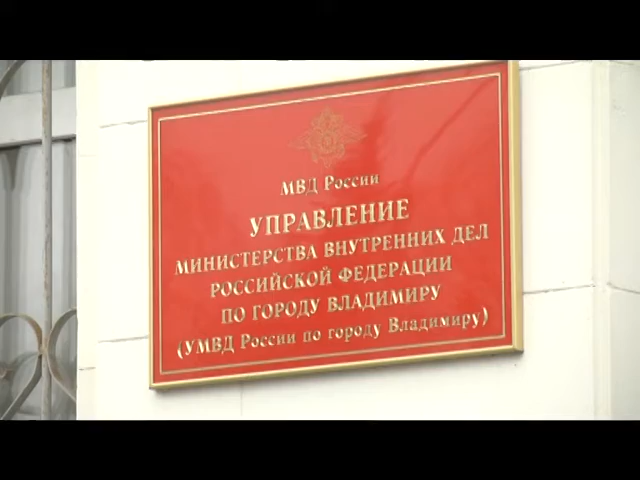 МВД России
УПРАВЛЕНИЕ
МИНИСТЕРСТВА ВНУТРЕННИХ ДЕЛ
РОССИЙСКОЙ ФЕДЕРАЦИИ
ПО ГОРОДУ ВЛАДИМИРУ
(УМВД России по городу Владимиру)